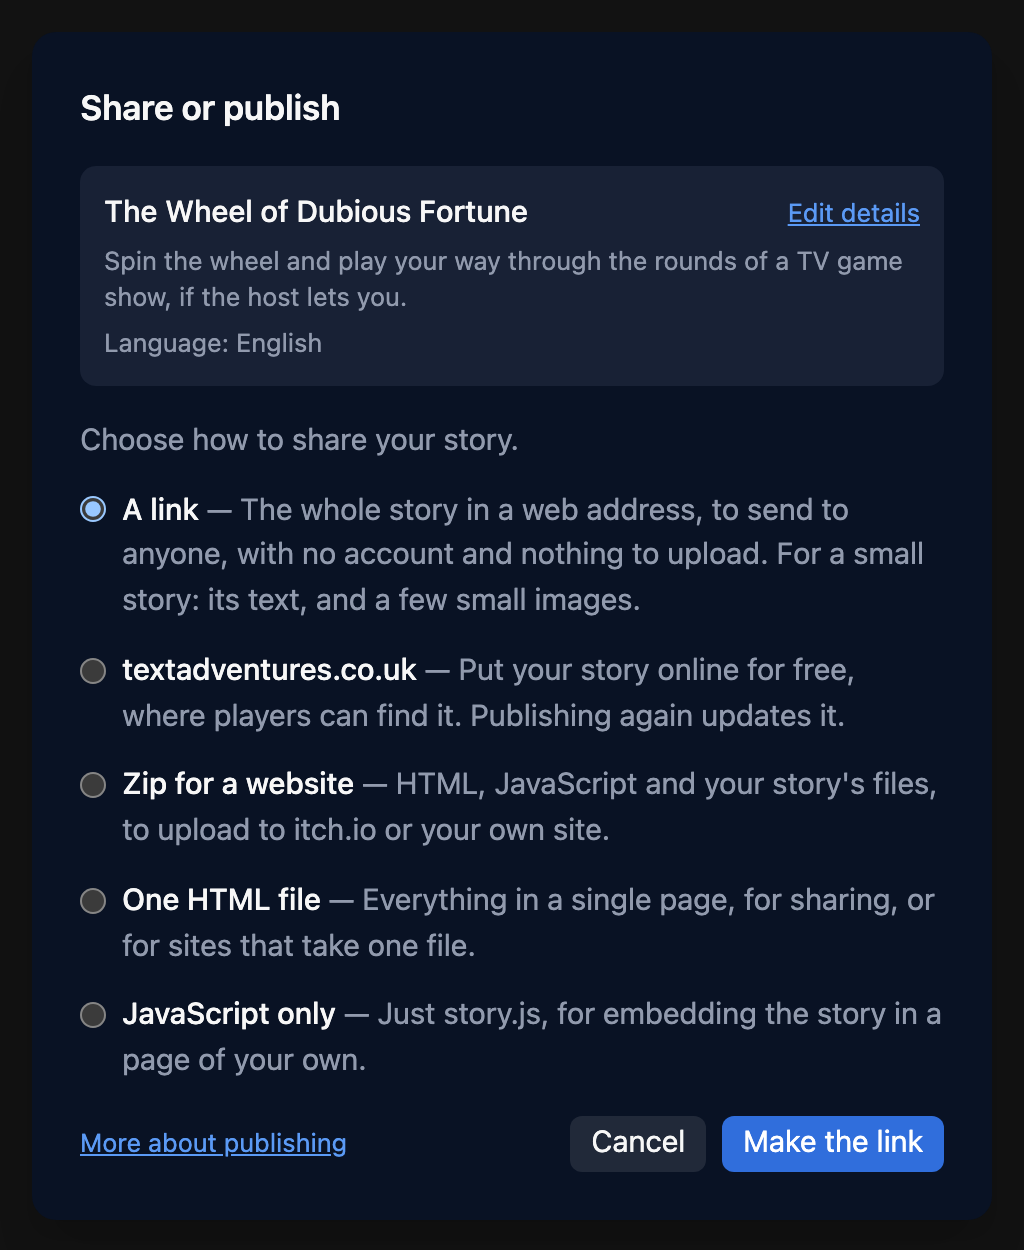 Share or publish
The Wheel of Dubious Fortune
Edit details
Spin the wheel and play your way through the rounds of a TV game
show, if the host lets you.
Language: English
Choose how to share your story.
A link — The whole story in a web address, to send to
anyone, with no account and nothing to upload. For a small
story: its text, and a few small images.
textadventures.co.uk — Put your story online for free,
where players can find it. Publishing again updates it.
Zip for a website — HTML, JavaScript and your story's files,
to upload to itch.io or your own site.
One HTML file — Everything in a single page, for sharing, or
for sites that take one file.
JavaScript only — Just story.js, for embedding the story in a
page of your own.
More about publishing
Cancel
Make the link